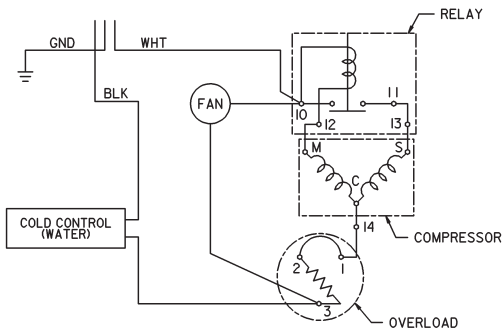 RELAY
GND
WHT
BLK
FAN
10
11
12
13
M
S
C
14
COLD CONTROL
(WATER)
COMPRESSOR
2
1
3
OVERLOAD